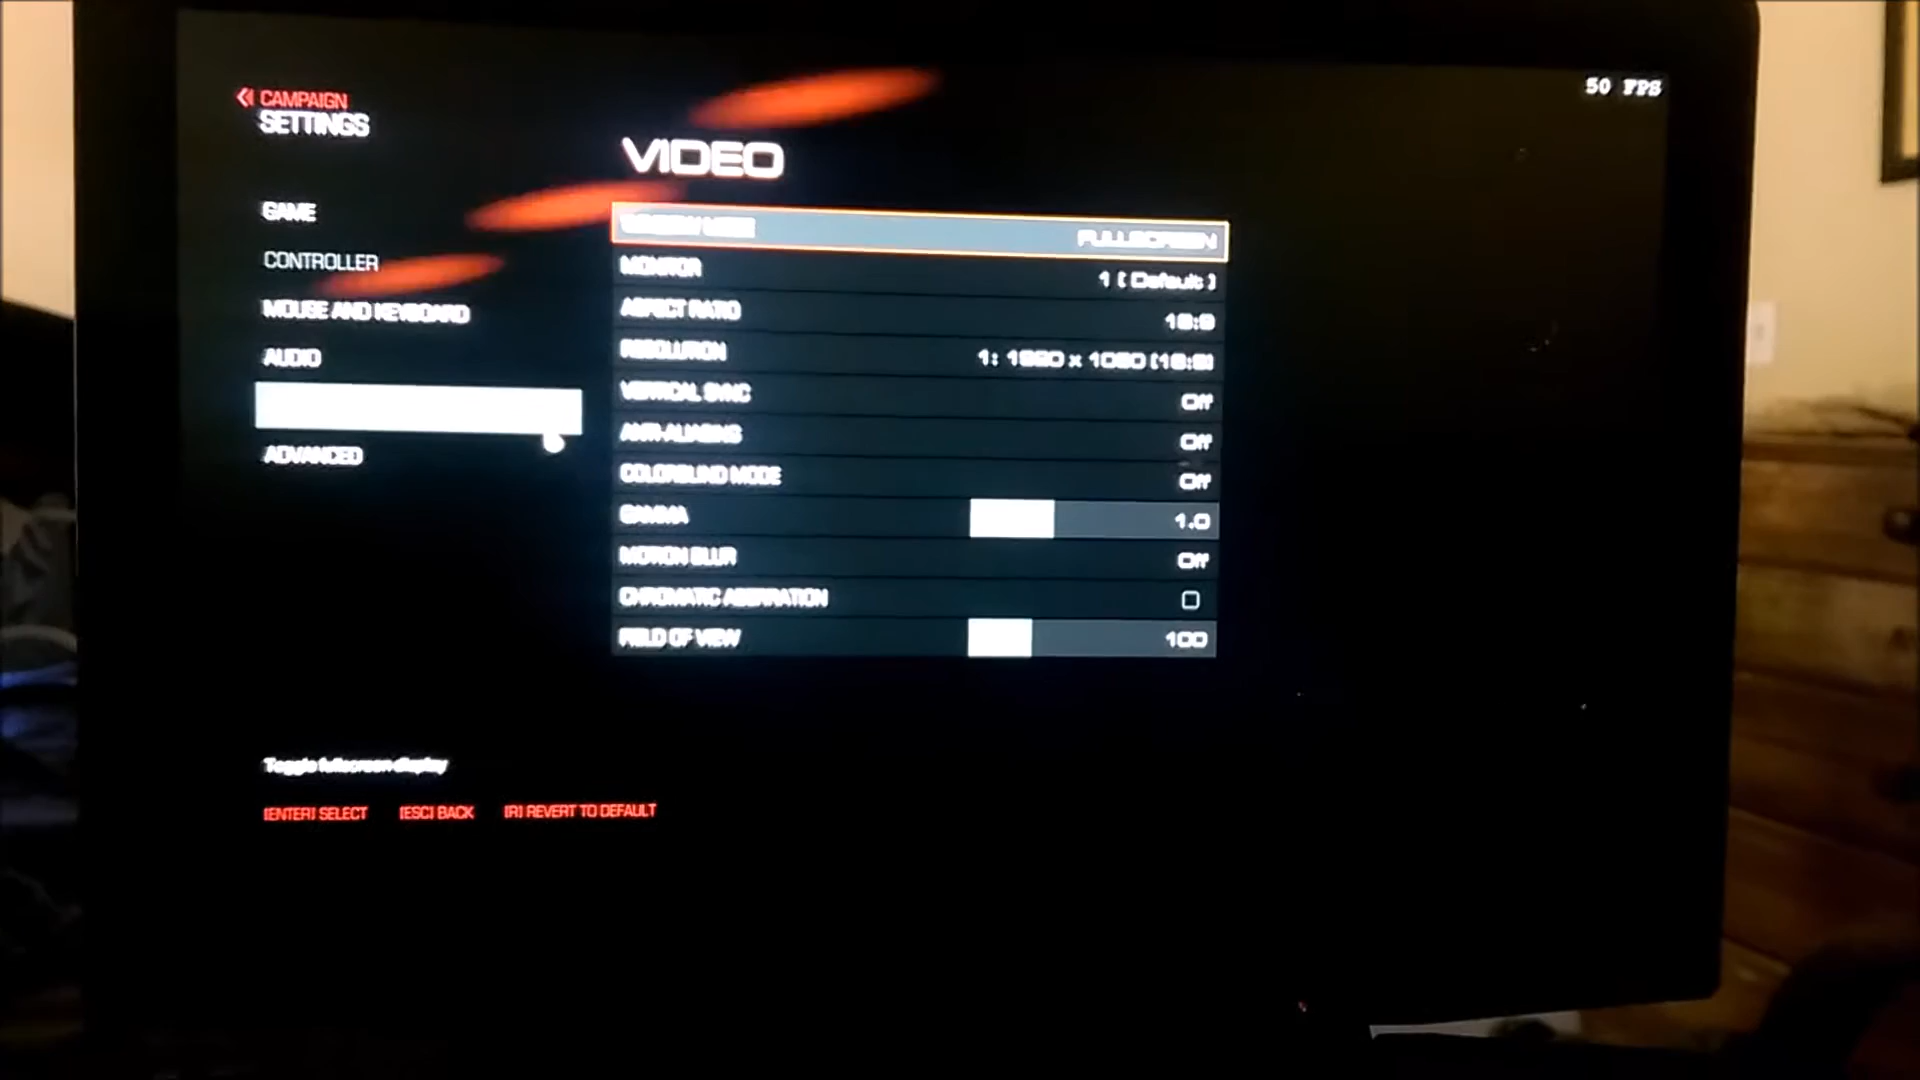 CAMPAIGN
SETTINGS
50 FPS
VIDEO
GAME
CONTROLLER
MOUSE AND KEYBOARD
AUDIO
ADVANCED
FULLSCREEN
MONITOR 1 [ Default ]
ASPECT RATIO 16:9
RESOLUTION 1: 1920 x 1080 [16:9]
VERTICAL SYNC Off
ANTI-ALIASING Off
COLORBLIND MODE Off
GAMMA 1.0
MOTION BLUR Off
CHROMATIC ABERRATION
FIELD OF VIEW 100
Toggle fullscreen display
[ENTER] SELECT [ESC] BACK [R] REVERT TO DEFAULT